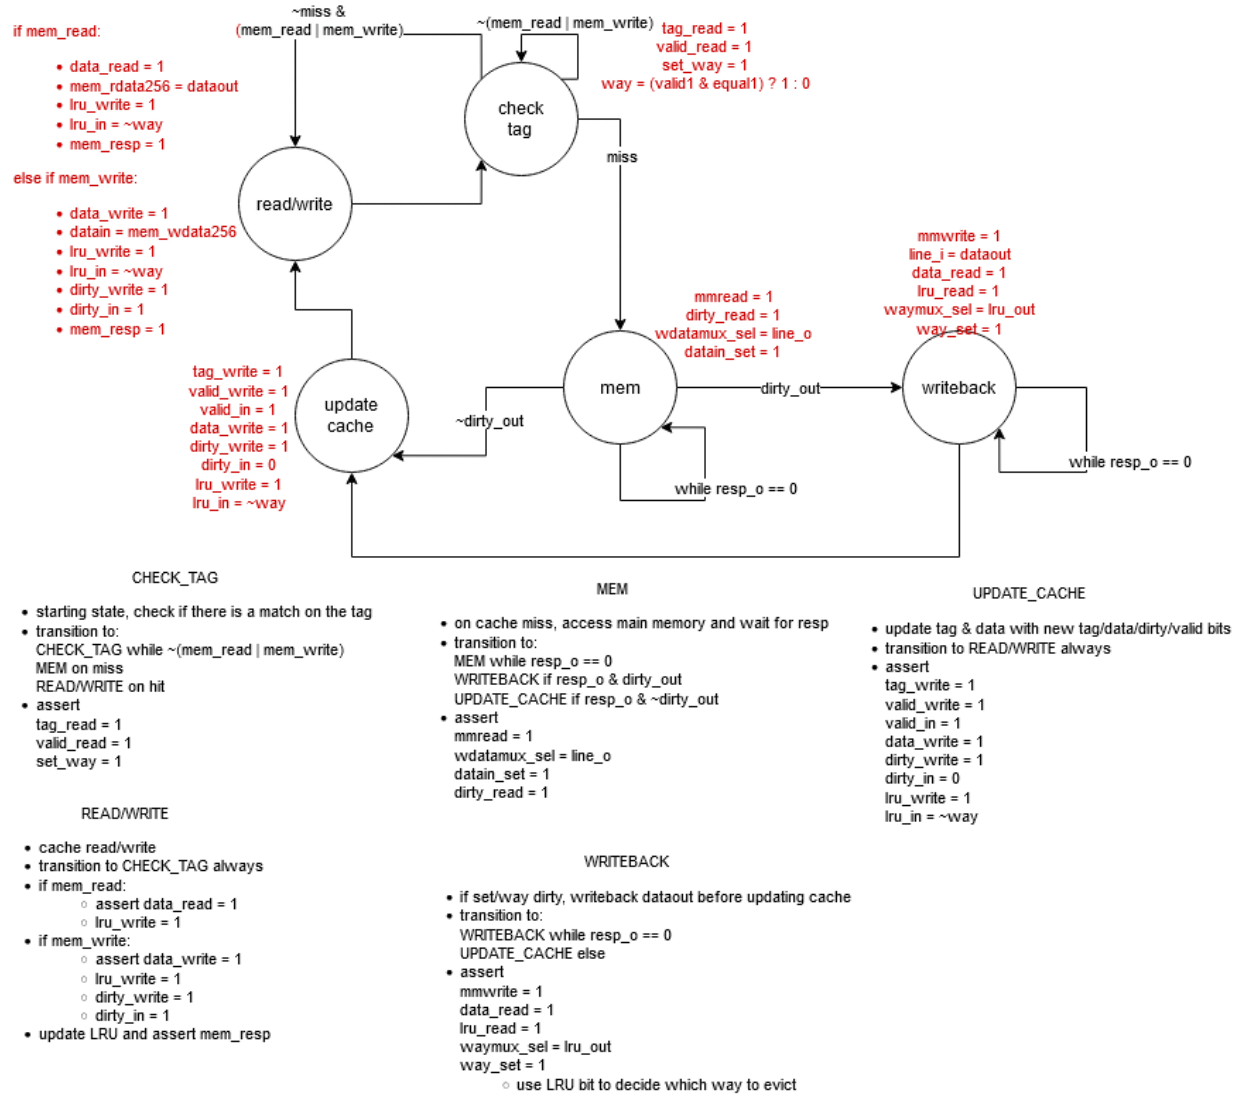 if mem_read:
• data_read = 1
• mem_rdata256 = dataout
• lru_write = 1
• lru_in = ~way
• mem_resp = 1
else if mem_write:
• data_write = 1
• datain = mem_wdata256
• lru_write = 1
• lru_in = ~way
• dirty_write = 1
• dirty_in = 1
• mem_resp = 1
~miss &
(mem_read | mem_write)
~(mem_read | mem_write)
tag_read = 1
valid_read = 1
set_way = 1
way = (valid1 & equal1) ? 1 : 0
check
tag
miss
read/write
mmwrite = 1
line_i = dataout
data_read = 1
lru_read = 1
waymux_sel = lru_out
way_set = 1
mmread = 1
dirty_read = 1
wdatamux_sel = line_o
datain_set = 1
mem
dirty_out
writeback
~dirty_out
while resp_o == 0
while resp_o == 0
tag_write = 1
valid_write = 1
valid_in = 1
data_write = 1
dirty_write = 1
dirty_in = 0
lru_write = 1
lru_in = ~way
update
cache
CHECK_TAG
• starting state, check if there is a match on the tag
• transition to:
CHECK_TAG while ~(mem_read | mem_write)
MEM on miss
READ/WRITE on hit
• assert
tag_read = 1
valid_read = 1
set_way = 1
READ/WRITE
• cache read/write
• transition to CHECK_TAG always
• if mem_read:
○ assert data_read = 1
○ lru_write = 1
• if mem_write:
○ assert data_write = 1
○ lru_write = 1
○ dirty_write = 1
○ dirty_in = 1
• update LRU and assert mem_resp
MEM
• on cache miss, access main memory and wait for resp
• transition to:
MEM while resp_o == 0
WRITEBACK if resp_o & dirty_out
UPDATE_CACHE if resp_o & ~dirty_out
• assert
mmread = 1
wdatamux_sel = line_o
datain_set = 1
dirty_read = 1
WRITEBACK
• if set/way dirty, writeback dataout before updating cache
• transition to:
WRITEBACK while resp_o == 0
UPDATE_CACHE else
• assert
mmwrite = 1
data_read = 1
lru_read = 1
waymux_sel = lru_out
way_set = 1
○ use LRU bit to decide which way to evict
UPDATE_CACHE
• update tag & data with new tag/data/dirty/valid bits
• transition to READ/WRITE always
• assert
tag_write = 1
valid_write = 1
valid_in = 1
data_write = 1
dirty_write = 1
dirty_in = 0
lru_write = 1
lru_in = ~way